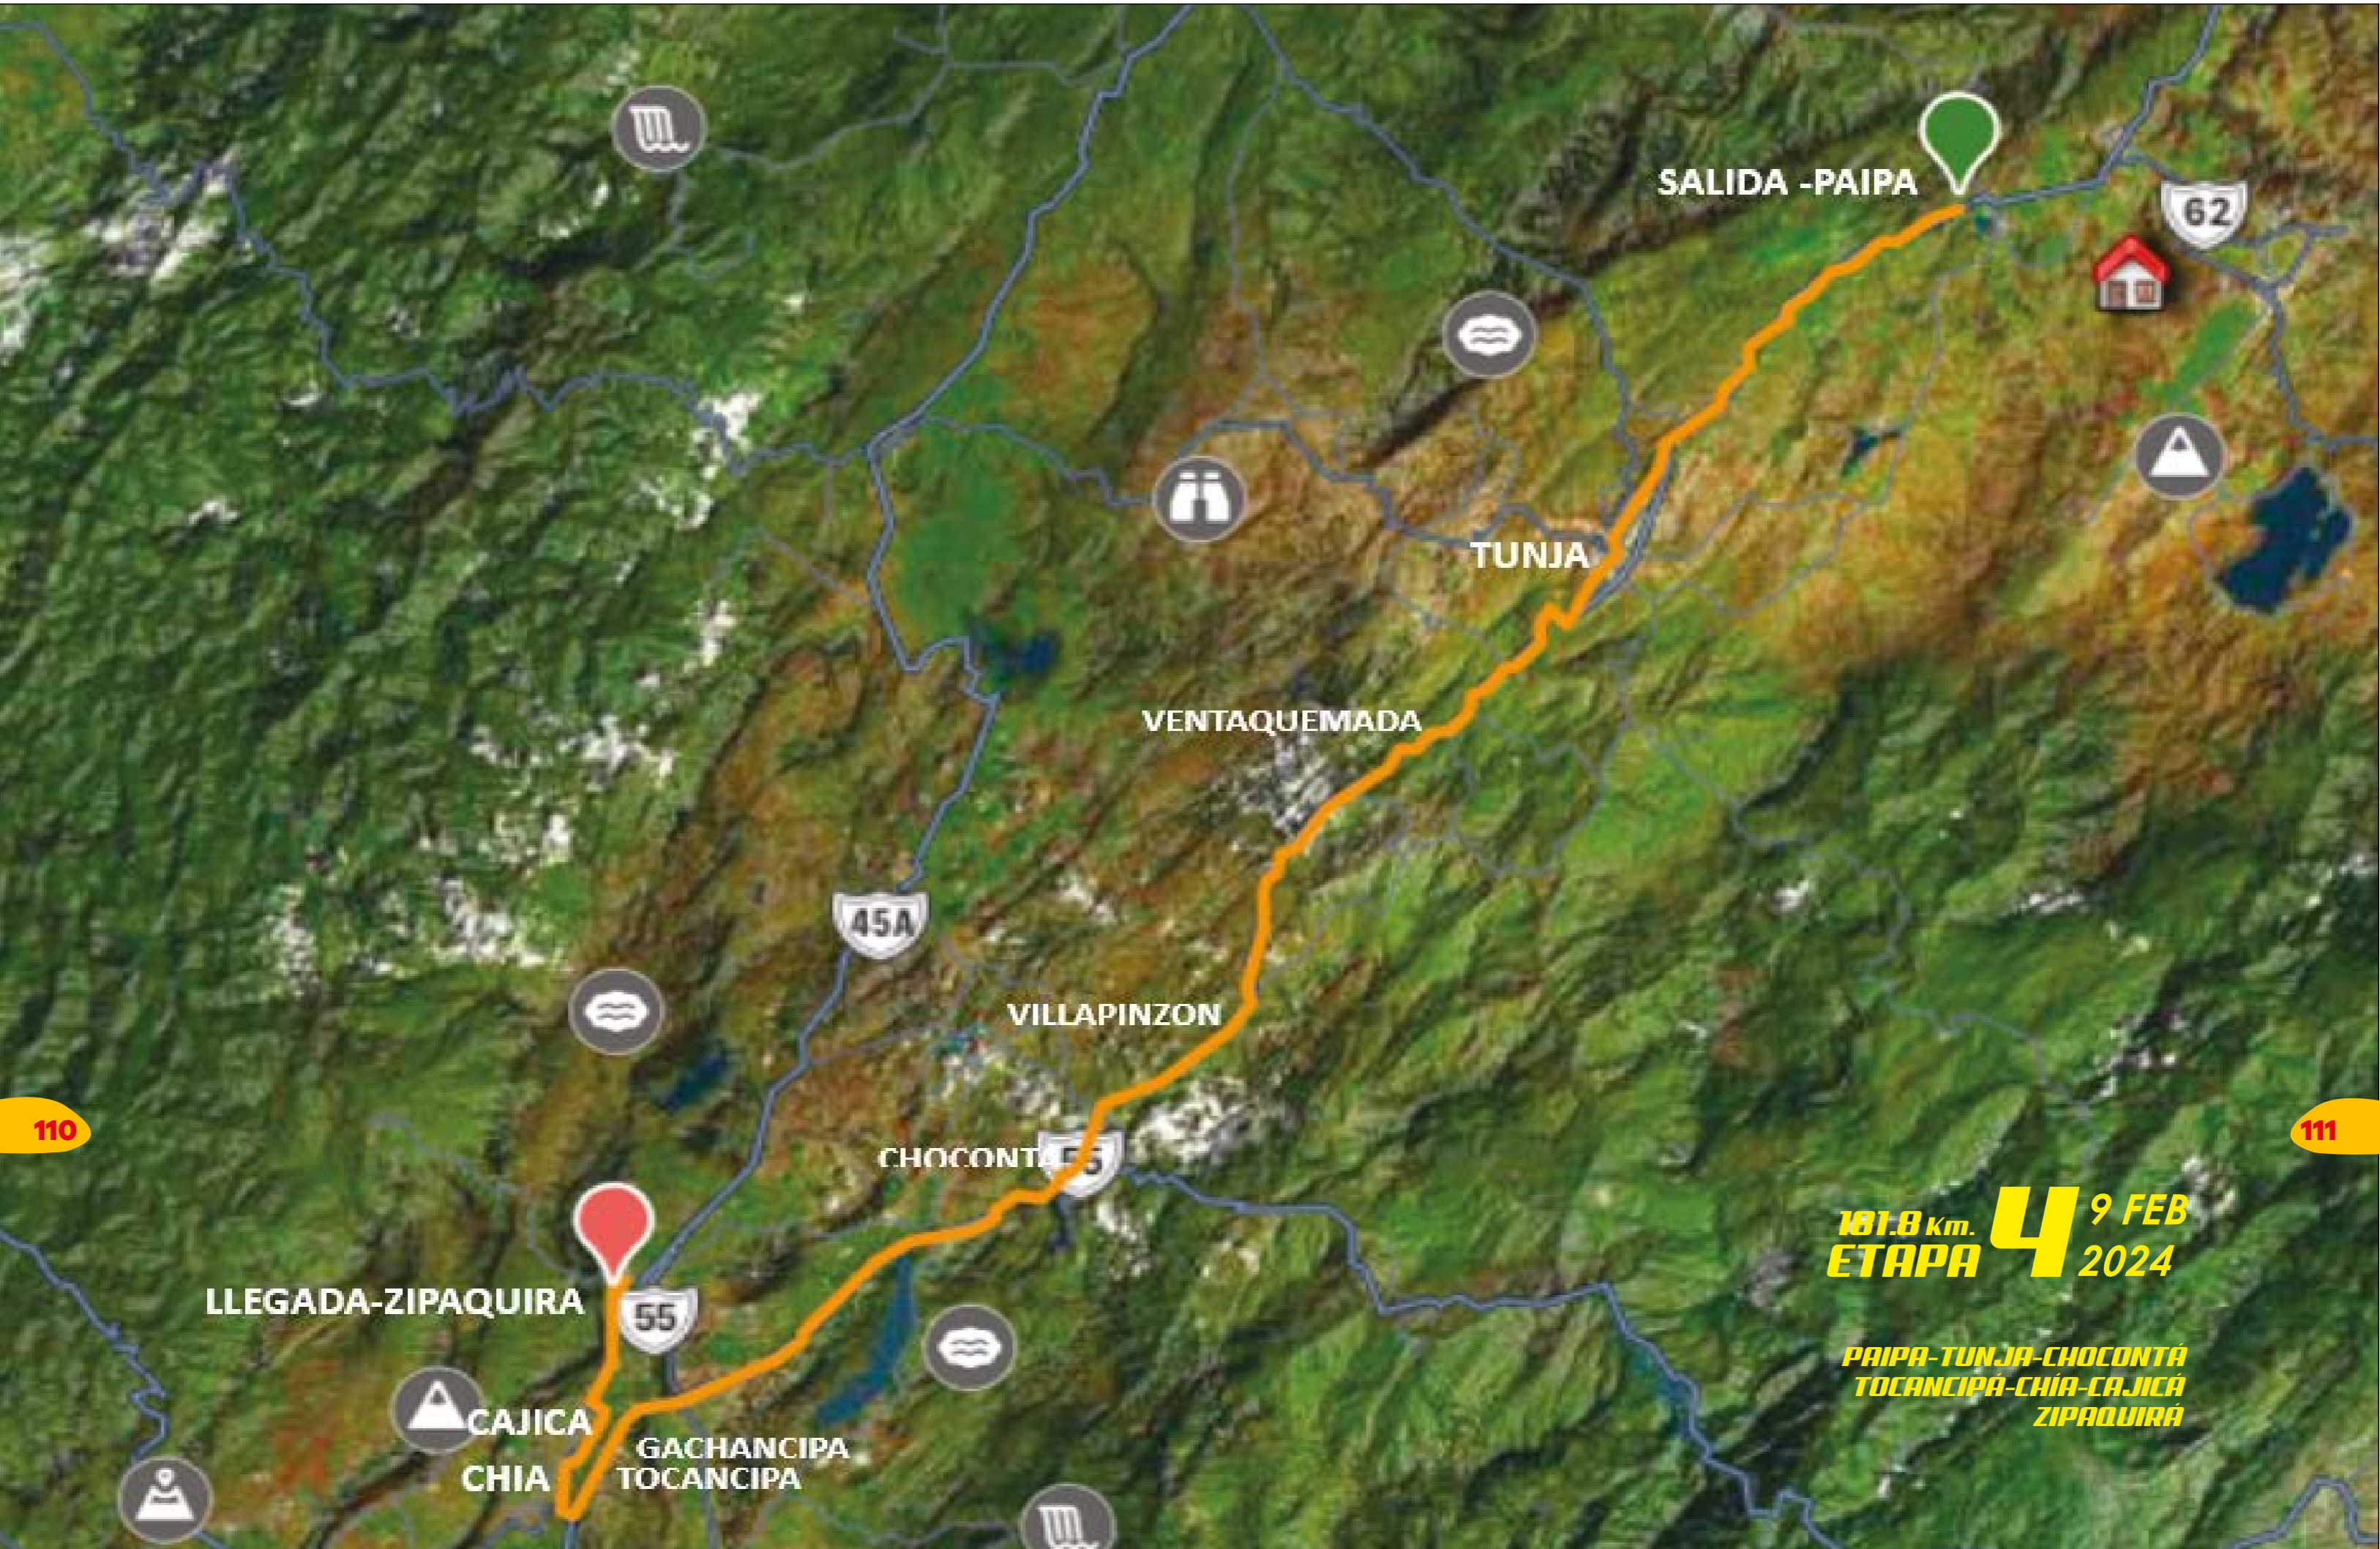 SALIDA -PAIPA
62
TUNJA
VENTAQUEMADA
45A
VILLAPINZON
110
111
CHOCONTA
55
181.8 Km.
ETAPA 4
9 FEB
2024
LLEGADA-ZIPAQUIRA
55
PAIPA-TUNJA-CHOCONTÁ
TOCANCIPÁ-CHÍA-CAJICÁ
ZIPAQUIRÁ
CAJICA
GACHANCIPA
CHIA
TOCANCIPA